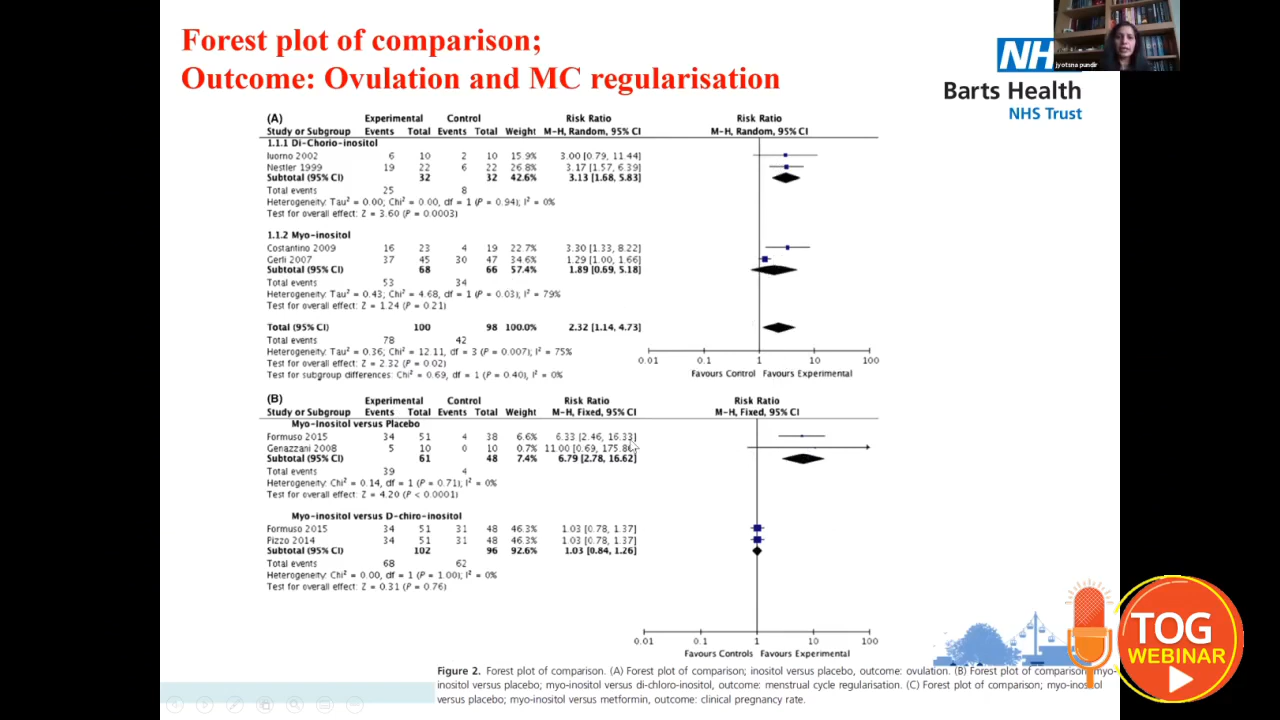 Forest plot of comparison;
Outcome: Ovulation and MC regularisation
NH
jyotsna pundir
Barts Health
NHS Trust
(A) Experimental Control Risk Ratio Risk Ratio
Study or Subgroup Events Total Events Total Weight M-H, Random, 95% CI M-H, Random, 95% CI
1.1.1 Di-Chorio-inositol
Iuorno 2002 6 10 2 10 15.9% 3.00 [0.79, 11.44]
Nestler 1999 19 22 6 22 26.8% 3.17 [1.57, 6.39]
Subtotal (95% CI) 32 32 42.6% 3.13 [1.68, 5.83]
Total events 25 8
Heterogeneity: Tau² = 0.00; Chi² = 0.00, df = 1 (P = 0.94); I² = 0%
Test for overall effect: Z = 3.60 (P = 0.0003)
1.1.2 Myo-inositol
Costantino 2009 16 23 4 19 22.7% 3.30 [1.33, 8.22]
Gerli 2007 37 45 30 47 34.6% 1.29 [1.00, 1.66]
Subtotal (95% CI) 68 66 57.4% 1.89 [0.69, 5.18]
Total events 53 34
Heterogeneity: Tau² = 0.43; Chi² = 4.68, df = 1 (P = 0.03); I² = 79%
Test for overall effect: Z = 1.24 (P = 0.21)
Total (95% CI) 100 98 100.0% 2.32 [1.14, 4.73]
Total events 78 42
Heterogeneity: Tau² = 0.36; Chi² = 12.11, df = 3 (P = 0.007); I² = 75%
Test for overall effect: Z = 2.32 (P = 0.02)
Test for subgroup differences: Chi² = 0.69, df = 1 (P = 0.40), I² = 0%
0.01 0.1 1 10 100
Favours Control Favours Experimental
(B) Experimental Control Risk Ratio Risk Ratio
Study or Subgroup Events Total Events Total Weight M-H, Fixed, 95% CI M-H, Fixed, 95% CI
Myo-Inositol versus Placebo
Formuso 2015 34 51 4 38 6.6% 6.33 [2.46, 16.33]
Genazzani 2008 5 10 0 10 0.7% 11.00 [0.69, 175.86]
Subtotal (95% CI) 61 48 7.4% 6.79 [2.78, 16.62]
Total events 39 4
Heterogeneity: Chi² = 0.14, df = 1 (P = 0.71); I² = 0%
Test for overall effect: Z = 4.20 (P < 0.0001)
Myo-inositol versus D-chiro-inositol
Formuso 2015 34 51 31 48 46.3% 1.03 [0.78, 1.37]
Pizzo 2014 34 51 31 48 46.3% 1.03 [0.78, 1.37]
Subtotal (95% CI) 102 96 92.6% 1.03 [0.84, 1.26]
Total events 68 62
Heterogeneity: Chi² = 0.00, df = 1 (P = 1.00); I² = 0%
Test for overall effect: Z = 0.31 (P = 0.76)
0.01 0.1 1 10 100
Favours Controls Favours Experimental
Figure 2. Forest plot of comparison. (A) Forest plot of comparison; inositol versus placebo, outcome: ovulation. (B) Forest plot of comparison; myo-
inositol versus placebo; myo-inositol versus di-chloro-inositol, outcome: menstrual cycle regularisation. (C) Forest plot of comparison; myo-inositol
versus placebo; myo-inositol versus metformin, outcome: clinical pregnancy rate.
TOG
WEBINAR